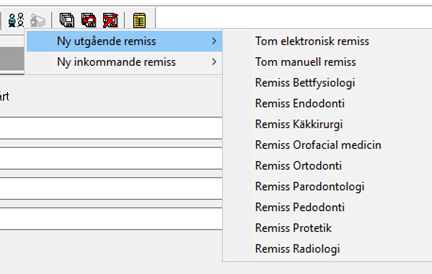 Ny utgående remiss
Ny inkommande remiss
Tom elektronisk remiss
Tom manuell remiss
Remiss Bettfysiologi
Remiss Endodonti
Remiss Käkkirurgi
Remiss Orofacial medicin
Remiss Ortodonti
Remiss Parodontologi
Remiss Pedodonti
Remiss Protetik
Remiss Radiologi